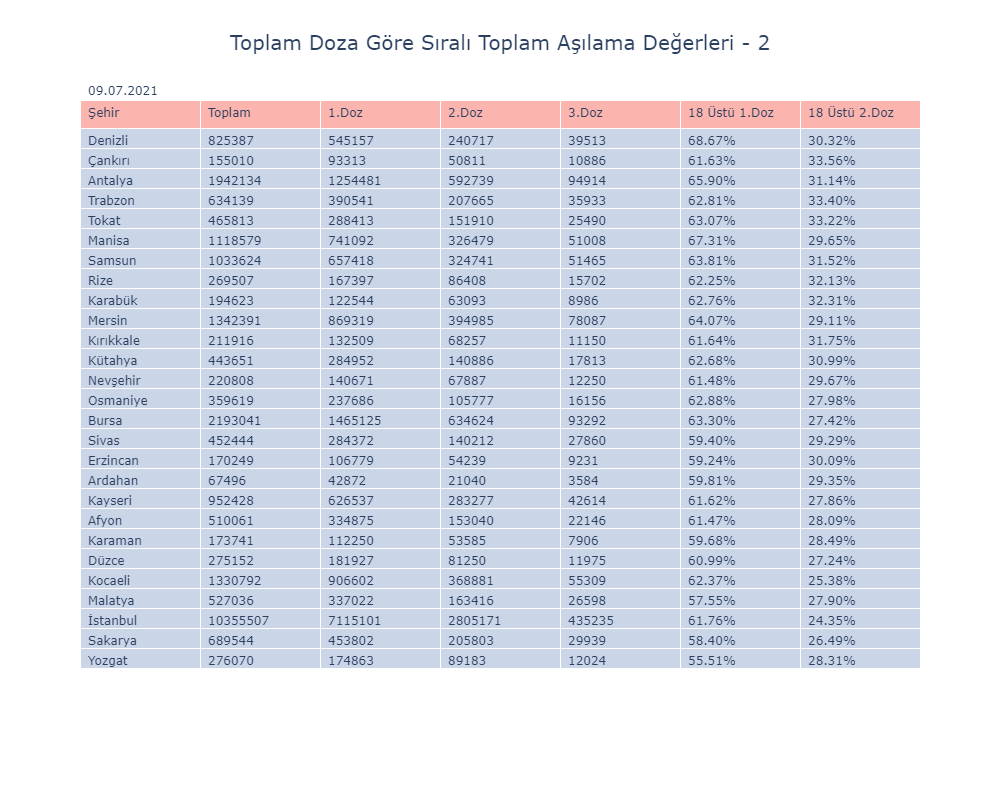 Toplam Doza Göre Sıralı Toplam Aşılama Değerleri - 2
09.07.2021
Şehir Toplam 1.Doz 2.Doz 3.Doz 18 Üstü 1.Doz 18 Üstü 2.Doz
Denizli 825387 545157 240717 39513 68.67% 30.32%
Çankırı 155010 93313 50811 10886 61.63% 33.56%
Antalya 1942134 1254481 592739 94914 65.90% 31.14%
Trabzon 634139 390541 207665 35933 62.81% 33.40%
Tokat 465813 288413 151910 25490 63.07% 33.22%
Manisa 1118579 741092 326479 51008 67.31% 29.65%
Samsun 1033624 657418 324741 51465 63.81% 31.52%
Rize 269507 167397 86408 15702 62.25% 32.13%
Karabük 194623 122544 63093 8986 62.76% 32.31%
Mersin 1342391 869319 394985 78087 64.07% 29.11%
Kırıkkale 211916 132509 68257 11150 61.64% 31.75%
Kütahya 443651 284952 140886 17813 62.68% 30.99%
Nevşehir 220808 140671 67887 12250 61.48% 29.67%
Osmaniye 359619 237686 105777 16156 62.88% 27.98%
Bursa 2193041 1465125 634624 93292 63.30% 27.42%
Sivas 452444 284372 140212 27860 59.40% 29.29%
Erzincan 170249 106779 54239 9231 59.24% 30.09%
Ardahan 67496 42872 21040 3584 59.81% 29.35%
Kayseri 952428 626537 283277 42614 61.62% 27.86%
Afyon 510061 334875 153040 22146 61.47% 28.09%
Karaman 173741 112250 53585 7906 59.68% 28.49%
Düzce 275152 181927 81250 11975 60.99% 27.24%
Kocaeli 1330792 906602 368881 55309 62.37% 25.38%
Malatya 527036 337022 163416 26598 57.55% 27.90%
İstanbul 10355507 7115101 2805171 435235 61.76% 24.35%
Sakarya 689544 453802 205803 29939 58.40% 26.49%
Yozgat 276070 174863 89183 12024 55.51% 28.31%